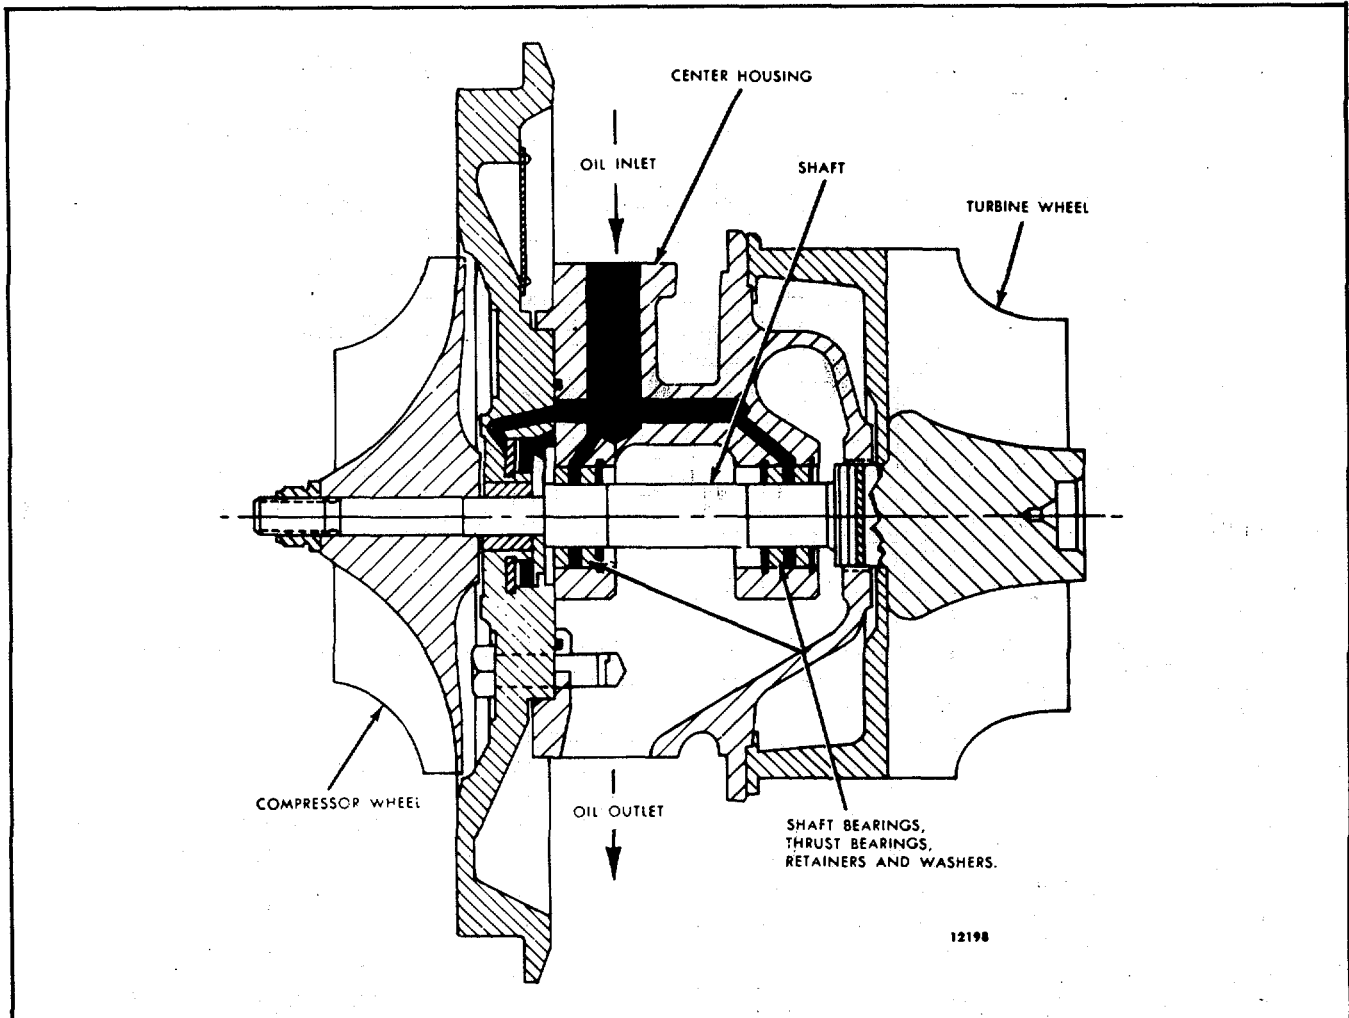 CENTER HOUSING
OIL INLET
SHAFT
TURBINE WHEEL
COMPRESSOR WHEEL
OIL OUTLET
SHAFT BEARINGS,
THRUST BEARINGS,
RETAINERS AND WASHERS.
12198